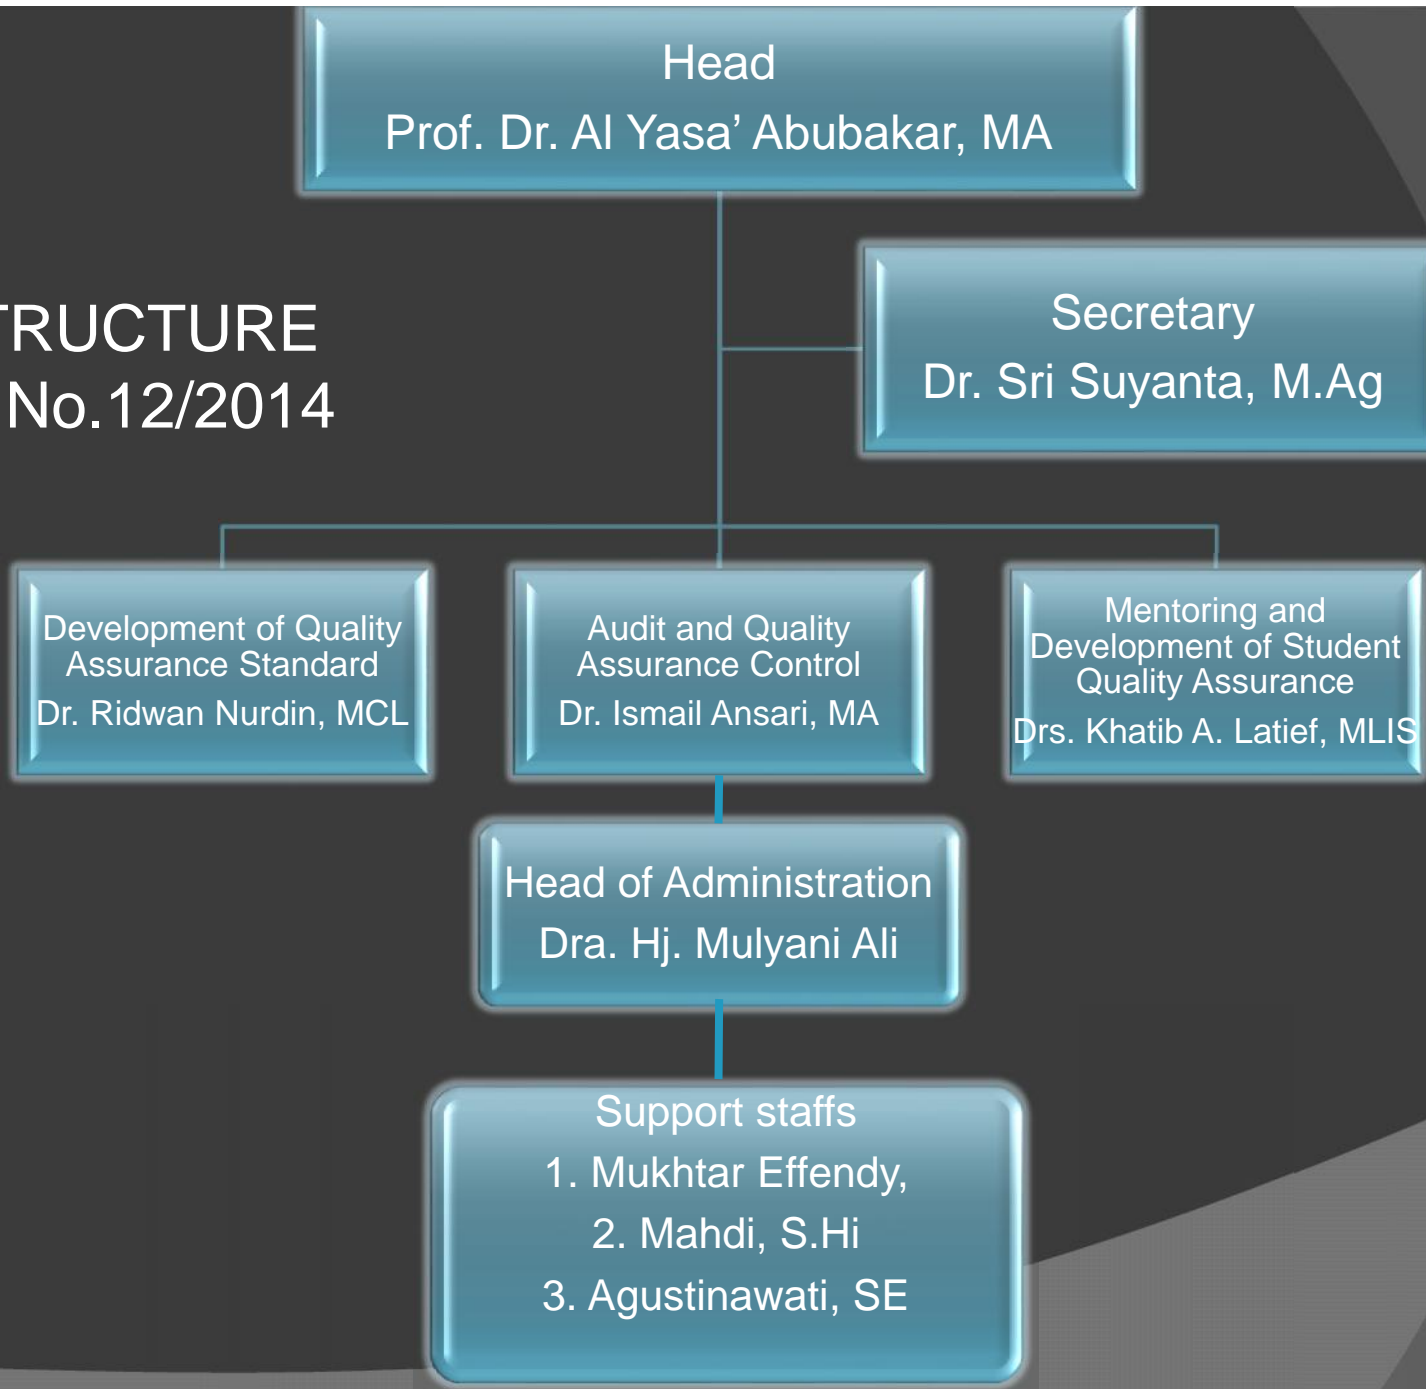 Head
Prof. Dr. Al Yasa’ Abubakar, MA
TRUCTURE
No.12/2014
Secretary
Dr. Sri Suyanta, M.Ag
Development of Quality
Assurance Standard
Dr. Ridwan Nurdin, MCL
Audit and Quality
Assurance Control
Dr. Ismail Ansari, MA
Mentoring and
Development of Student
Quality Assurance
Drs. Khatib A. Latief, MLIS
Head of Administration
Dra. Hj. Mulyani Ali
Support staffs
1. Mukhtar Effendy,
2. Mahdi, S.Hi
3. Agustinawati, SE